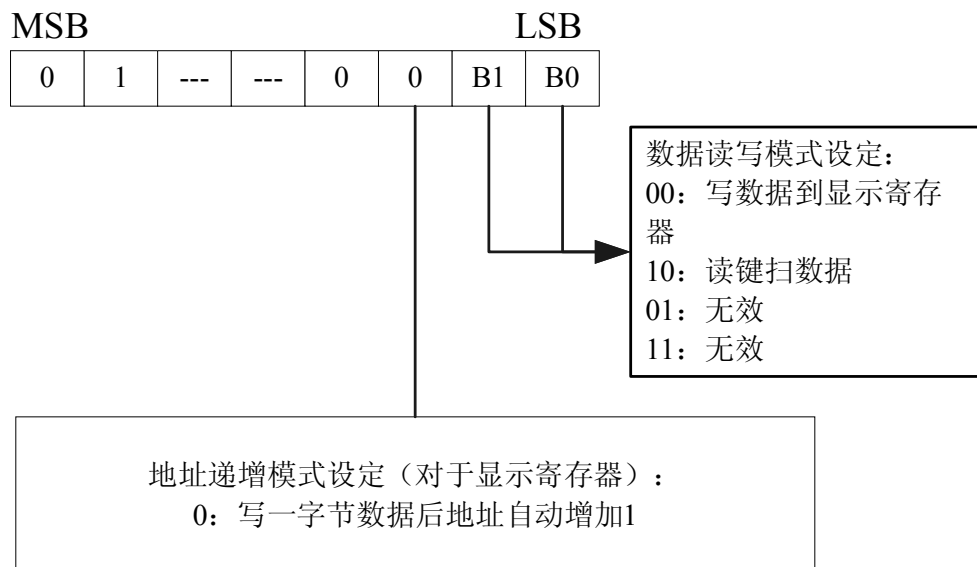 MSB LSB
0 1 --- --- 0 0 B1 B0
数据读写模式设定：
00：写数据到显示寄存
器
10：读键扫数据
01：无效
11：无效
地址递增模式设定（对于显示寄存器）：
0：写一字节数据后地址自动增加1